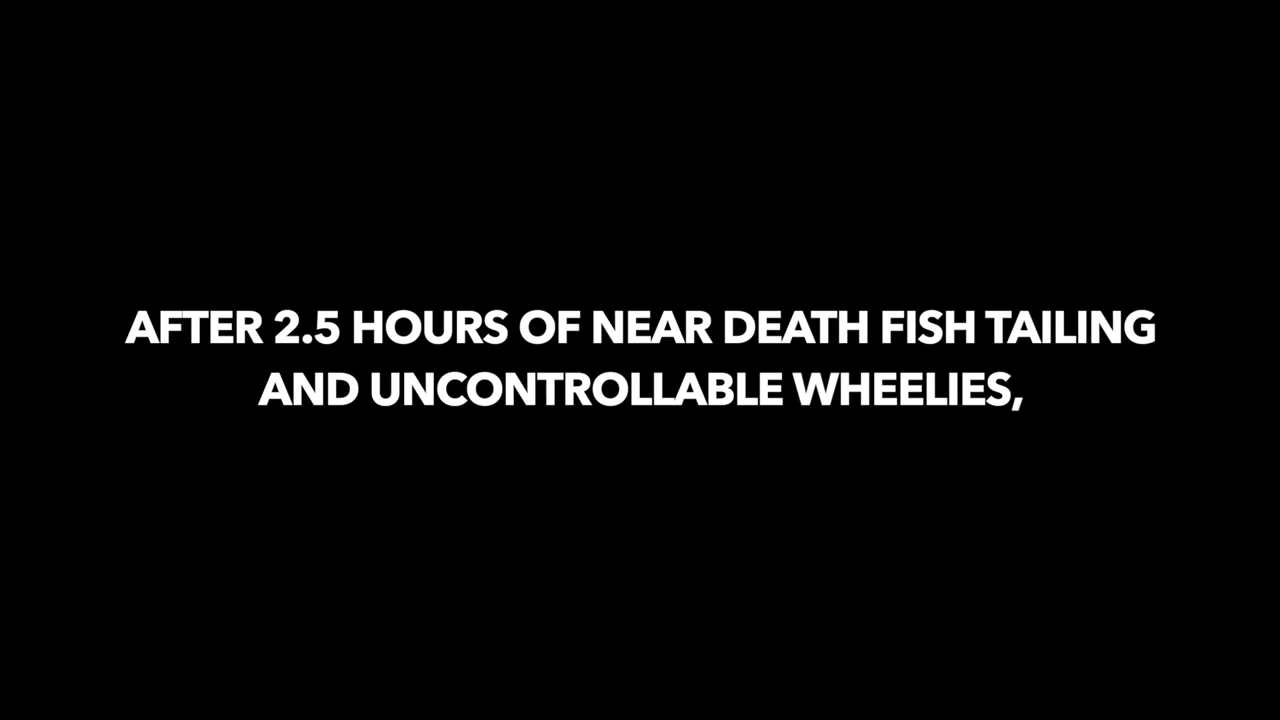 AFTER 2.5 HOURS OF NEAR DEATH FISH TAILING
AND UNCONTROLLABLE WHEELIES,